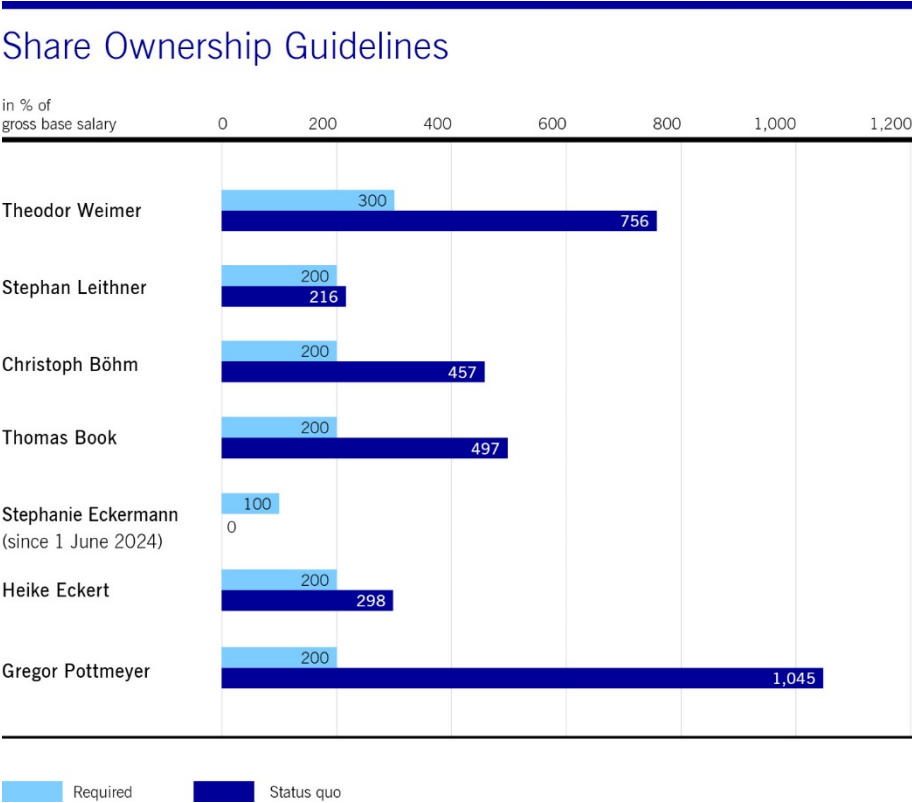 Share Ownership Guidelines
in % of
gross base salary 0 200 400 600 800 1,000 1,200
300
Theodor Weimer
756
200
Stephan Leithner
216
200
Christoph Böhm
457
200
Thomas Book
497
100
Stephanie Eckermann
0
(since 1 June 2024)
200
Heike Eckert
298
200
Gregor Pottmeyer
1,045
Required Status quo